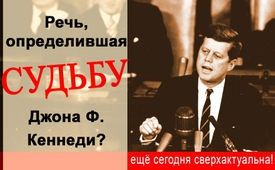 Речь,
определившая
СУДЬБУ
Джона Ф.
Кеннеди?
ещё сегодня сверхактуальна!